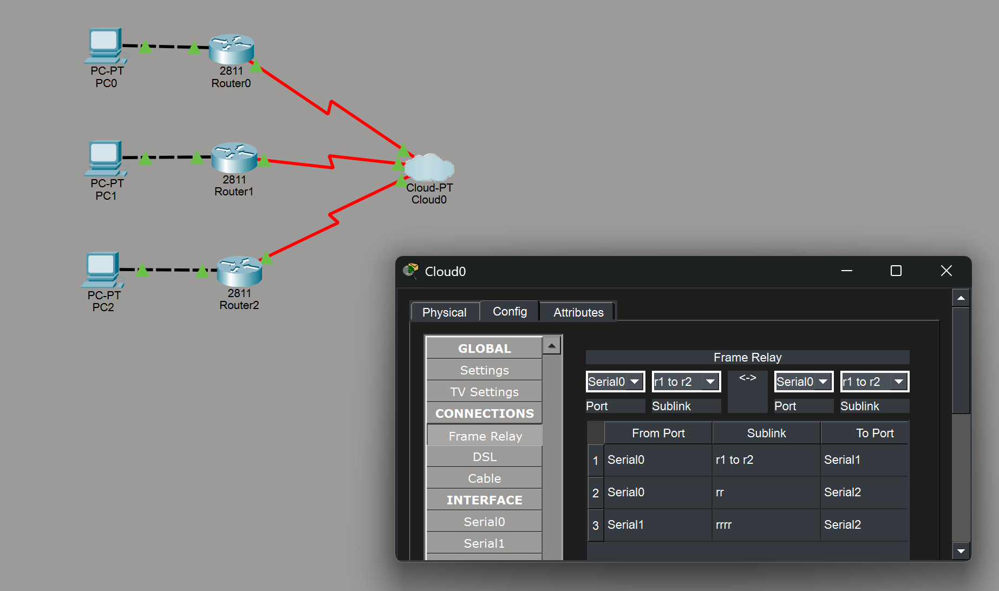 PC-PT
PC0
2811
Router0
PC-PT
PC1
2811
Router1
Cloud-PT
Cloud0
PC-PT
PC2
2811
Router2
Cloud0
Physical Config Attributes
GLOBAL
Settings
TV Settings
CONNECTIONS
Frame Relay
DSL
Cable
INTERFACE
Serial0
Serial1
Frame Relay
Serial0 r1 to r2 <-> Serial0 r1 to r2
Port Sublink Port Sublink
From Port Sublink To Port
1 Serial0 r1 to r2 Serial1
2 Serial0 rr Serial2
3 Serial1 rrrr Serial2